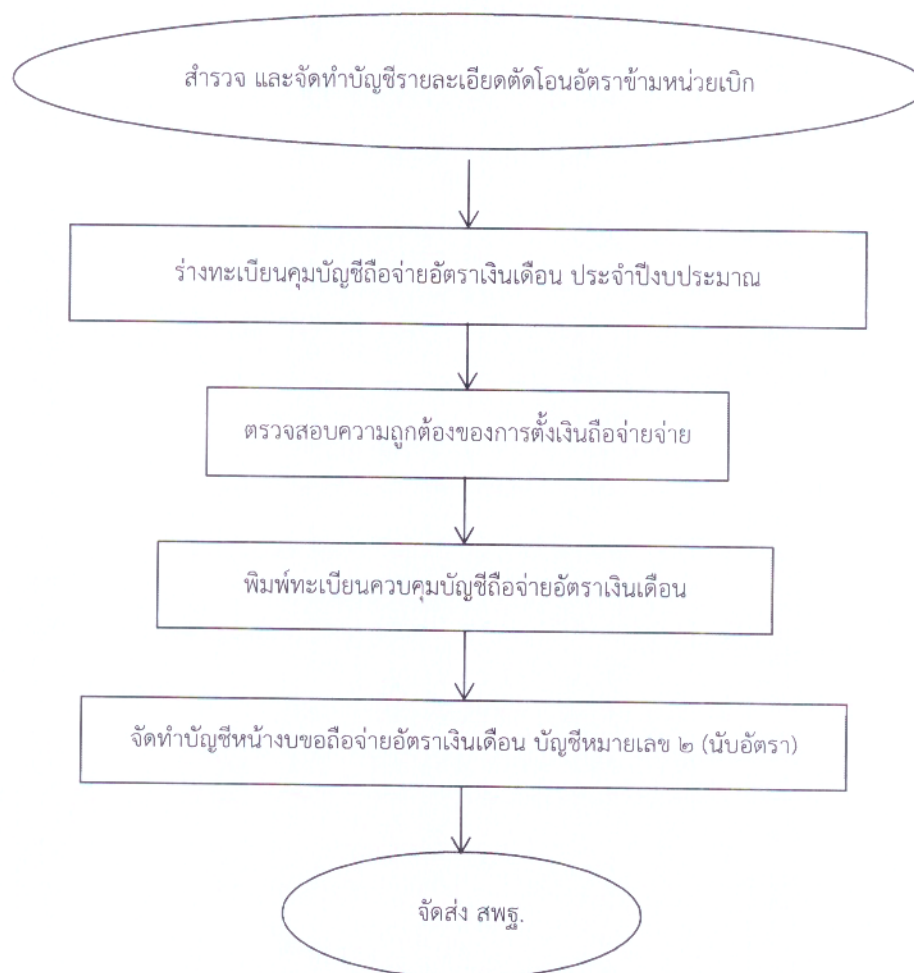 สำรวจ และจัดทำบัญชีรายละเอียดตัดโอนอัตราข้ามหน่วยเบิก
ร่างทะเบียนคุมบัญชีถือจ่ายอัตราเงินเดือน ประจำปีงบประมาณ
ตรวจสอบความถูกต้องของการตั้งเงินถือจ่ายจ่าย
พิมพ์ทะเบียนควบคุมบัญชีถือจ่ายอัตราเงินเดือน
จัดทำบัญชีหน้างบขอถือจ่ายอัตราเงินเดือน บัญชีหมายเลข ๒ (นับอัตรา)
จัดส่ง สพฐ.